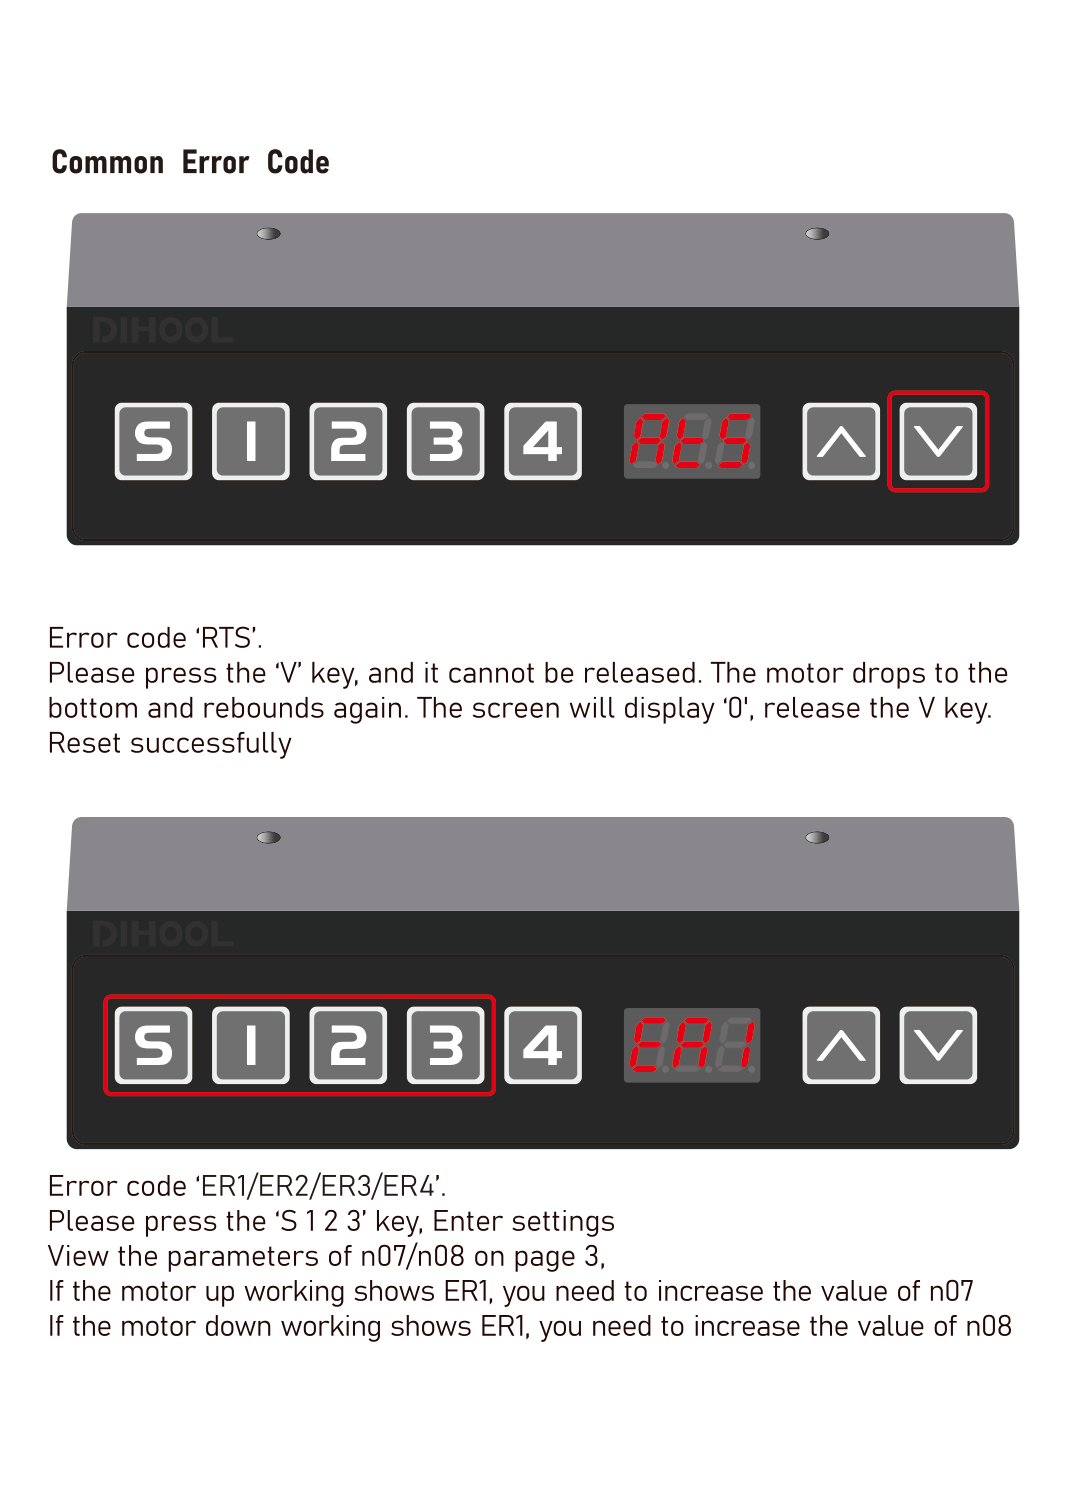 Common Error Code
DIHOOL
S 1 2 3 4 RtS
Error code ‘RTS’.
Please press the ‘V’ key, and it cannot be released. The motor drops to the
bottom and rebounds again. The screen will display ‘0', release the V key.
Reset successfully
DIHOOL
S 1 2 3 4 ER1
Error code ‘ER1/ER2/ER3/ER4’.
Please press the ‘S 1 2 3’ key, Enter settings
View the parameters of n07/n08 on page 3,
If the motor up working shows ER1, you need to increase the value of n07
If the motor down working shows ER1, you need to increase the value of n08